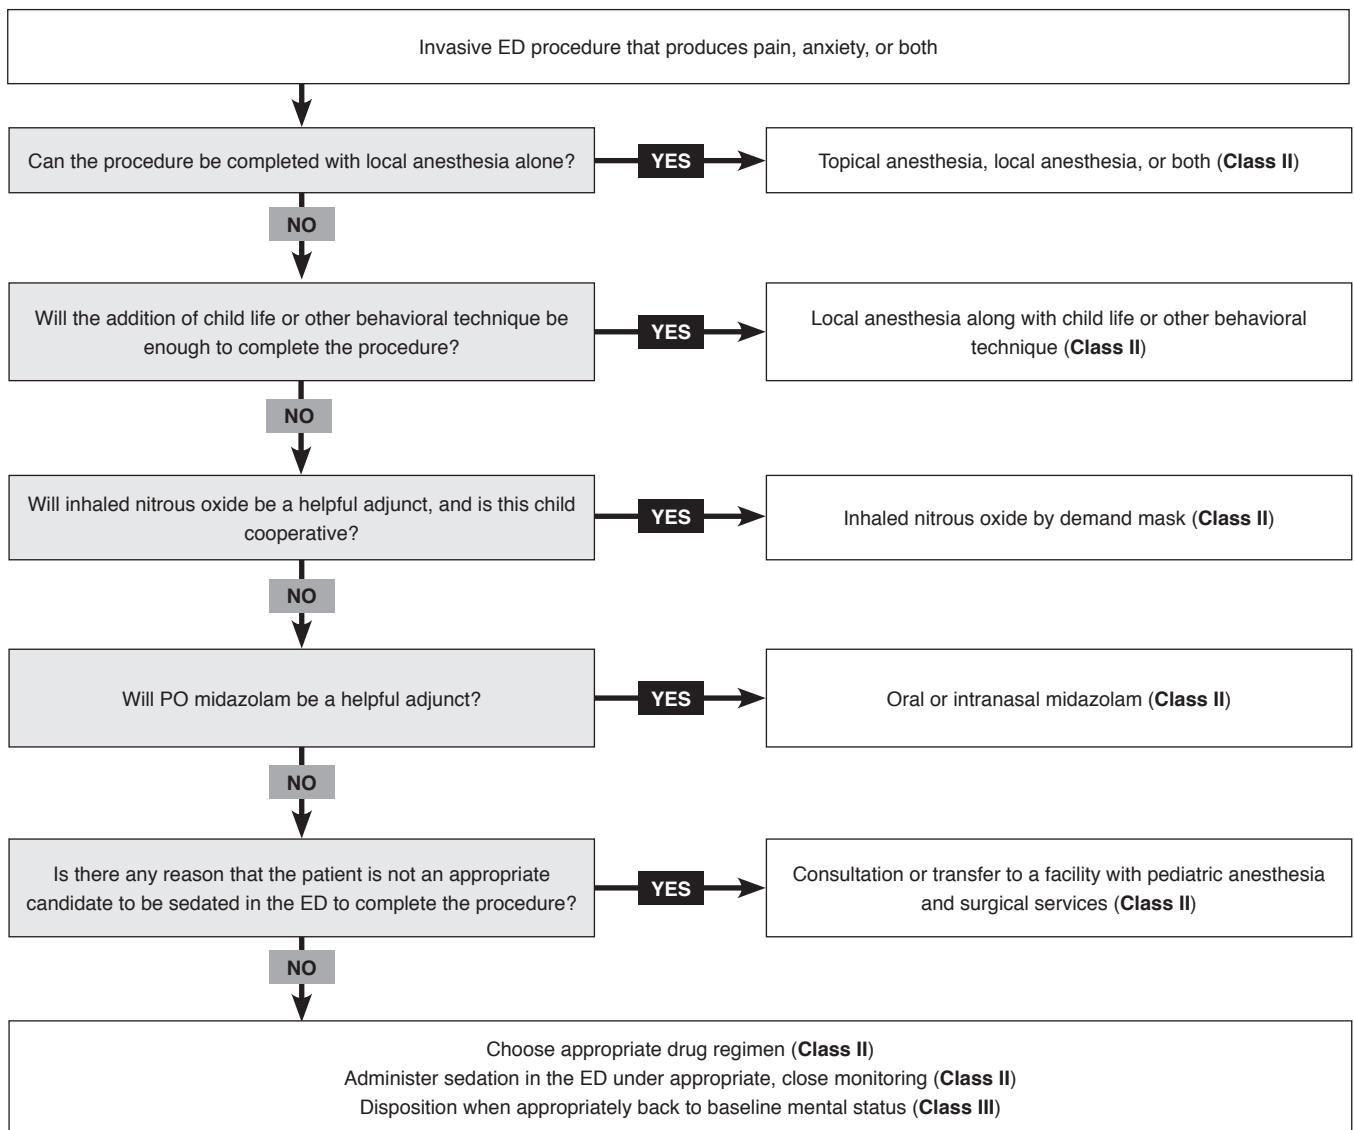 Invasive ED procedure that produces pain, anxiety, or both
Can the procedure be completed with local anesthesia alone?
YES
Topical anesthesia, local anesthesia, or both (Class II)
NO
Will the addition of child life or other behavioral technique be
enough to complete the procedure?
YES
Local anesthesia along with child life or other behavioral
technique (Class II)
NO
Will inhaled nitrous oxide be a helpful adjunct, and is this child
cooperative?
YES
Inhaled nitrous oxide by demand mask (Class II)
NO
Will PO midazolam be a helpful adjunct?
YES
Oral or intranasal midazolam (Class II)
NO
Is there any reason that the patient is not an appropriate
candidate to be sedated in the ED to complete the procedure?
YES
Consultation or transfer to a facility with pediatric anesthesia
and surgical services (Class II)
NO
Choose appropriate drug regimen (Class II)
Administer sedation in the ED under appropriate, close monitoring (Class II)
Disposition when appropriately back to baseline mental status (Class III)